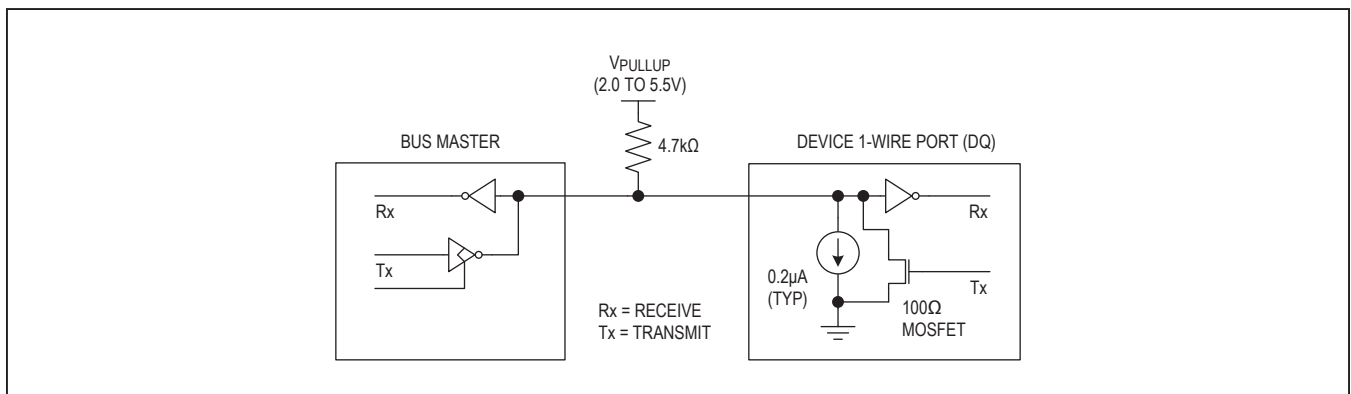 VPULLUP
(2.0 TO 5.5V)
BUS MASTER
4.7kΩ
DEVICE 1-WIRE PORT (DQ)
Rx
Rx
Tx
0.2µA
(TYP)
Tx
Rx = RECEIVE
Tx = TRANSMIT
100Ω
MOSFET